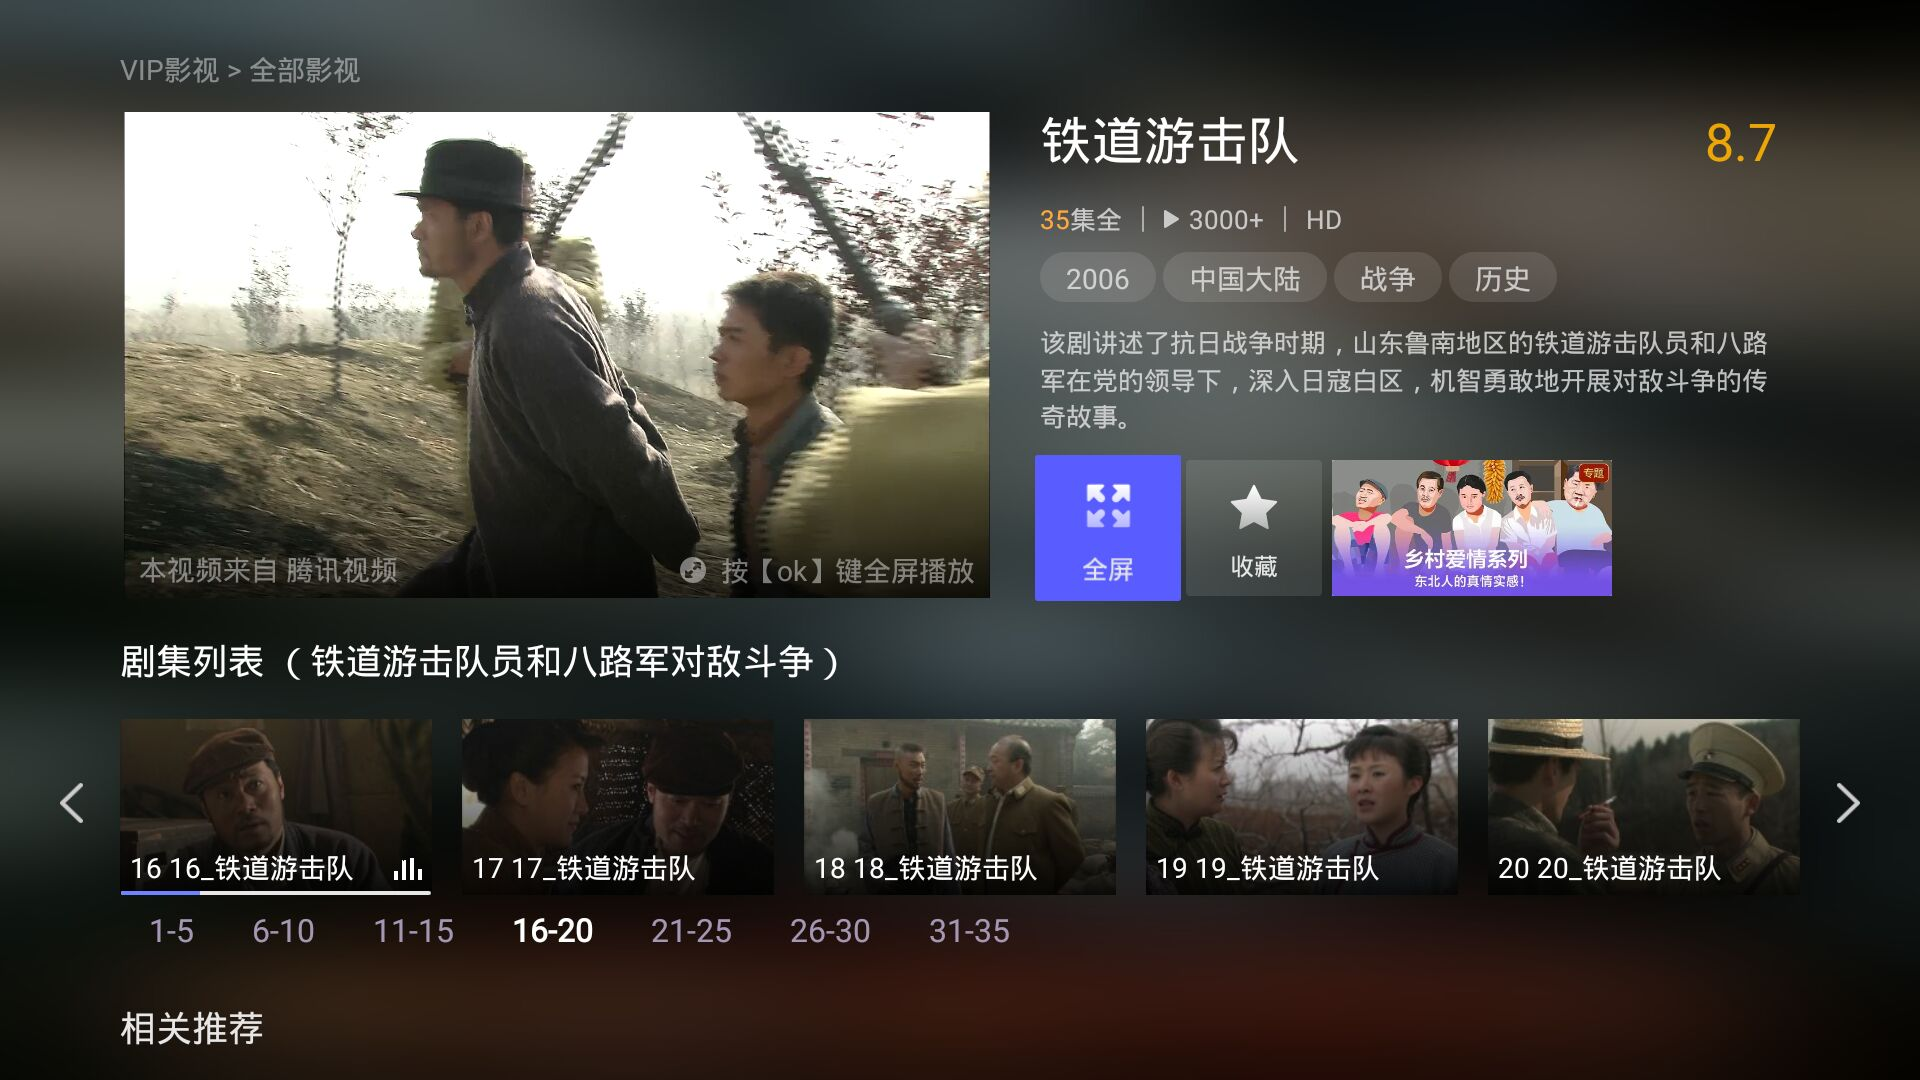 VIP影视 > 全部影视
本视频来自 腾讯视频
按【ok】键全屏播放
铁道游击队
8.7
35集全
3000+
HD
2006
中国大陆
战争
历史
该剧讲述了抗日战争时期，山东鲁南地区的铁道游击队员和八路
军在党的领导下，深入日寇白区，机智勇敢地开展对敌斗争的传
奇故事。
全屏
收藏
专题
乡村爱情系列
东北人的真情实感!
剧集列表 （铁道游击队员和八路军对敌斗争）
16 16_铁道游击队
17 17_铁道游击队
18 18_铁道游击队
19 19_铁道游击队
20 20_铁道游击队
1-5
6-10
11-15
16-20
21-25
26-30
31-35
相关推荐